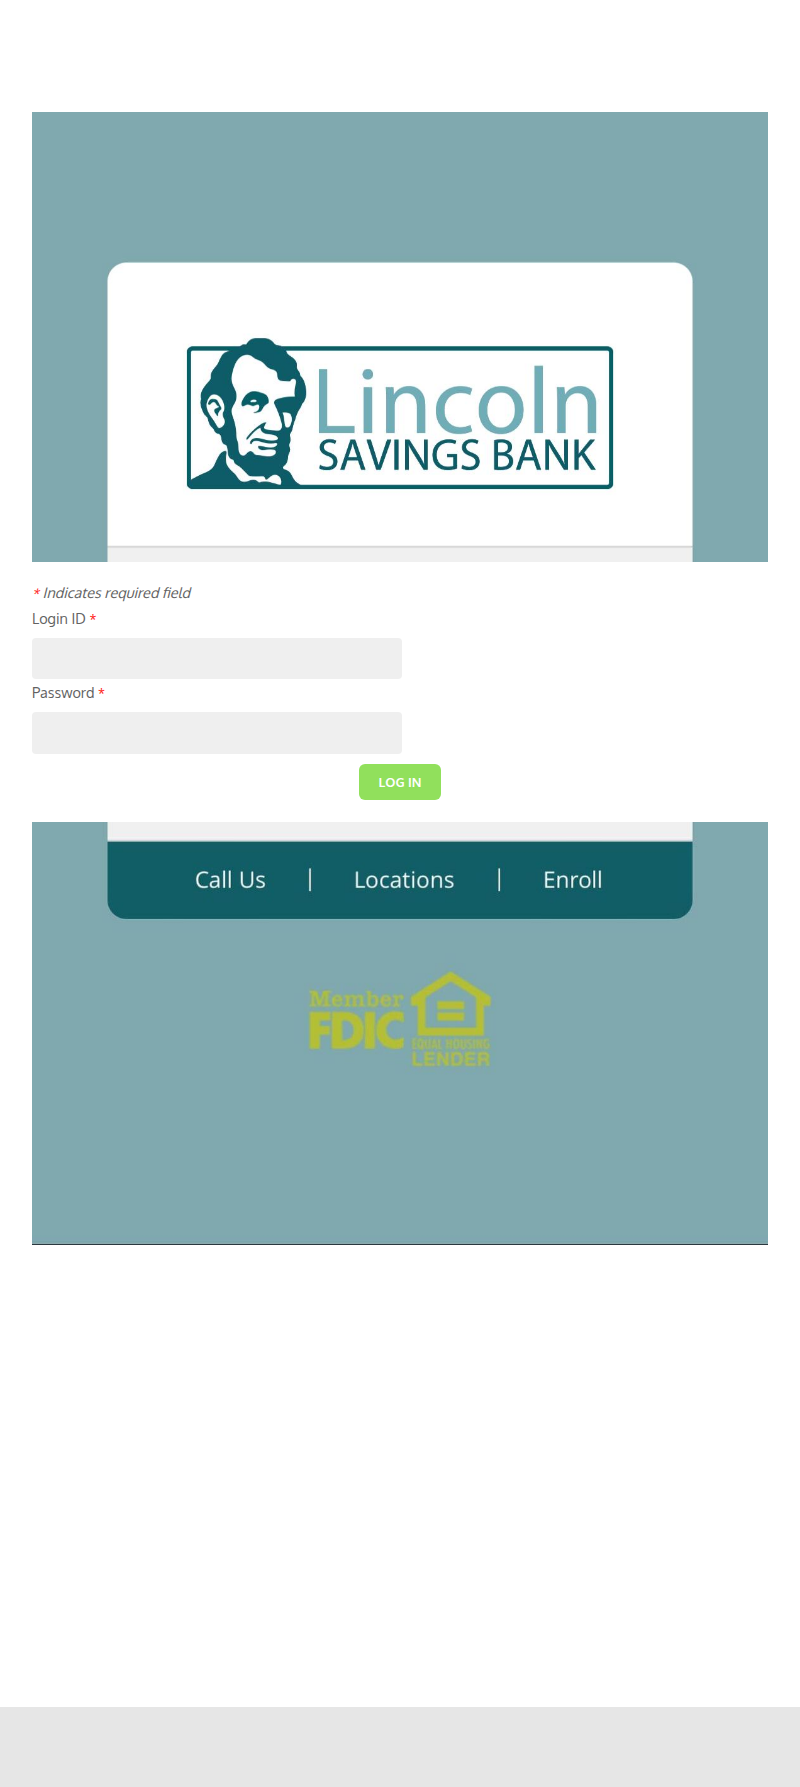 Lincoln
SAVINGS BANK
* Indicates required field
Login ID *
Password *
LOG IN
Call Us | Locations | Enroll
Member
FDIC
EQUAL HOUSING
LENDER